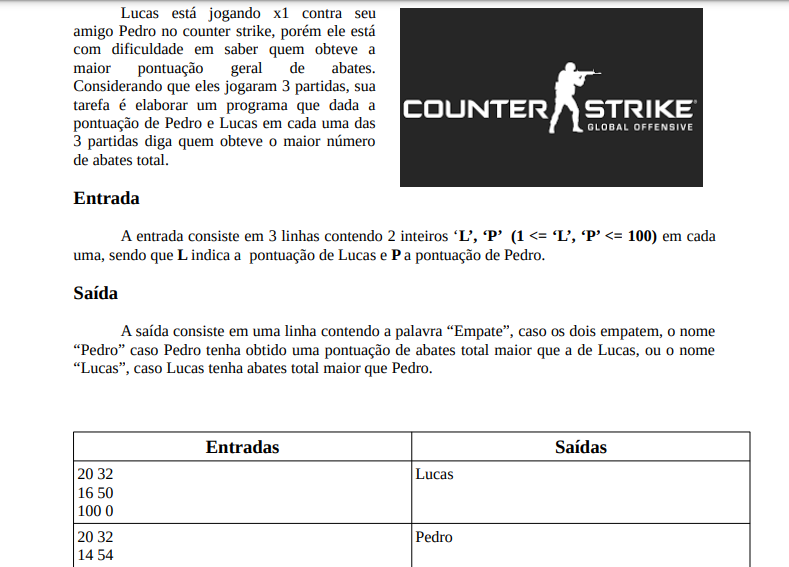 Lucas está jogando x1 contra seu
amigo Pedro no counter strike, porém ele está
com dificuldade em saber quem obteve a
maior pontuação geral de abates.
Considerando que eles jogaram 3 partidas, sua
tarefa é elaborar um programa que dada a
pontuação de Pedro e Lucas em cada uma das
3 partidas diga quem obteve o maior número
de abates total.
COUNTER STRIKE
GLOBAL OFFENSIVE
Entrada
A entrada consiste em 3 linhas contendo 2 inteiros ‘L’, ‘P’ (1 <= ‘L’, ‘P’ <= 100) em cada
uma, sendo que L indica a pontuação de Lucas e P a pontuação de Pedro.
Saída
A saída consiste em uma linha contendo a palavra “Empate”, caso os dois empatem, o nome
“Pedro” caso Pedro tenha obtido uma pontuação de abates total maior que a de Lucas, ou o nome
“Lucas”, caso Lucas tenha abates total maior que Pedro.
Entradas Saídas
20 32 Lucas
16 50
100 0
20 32 Pedro
14 54